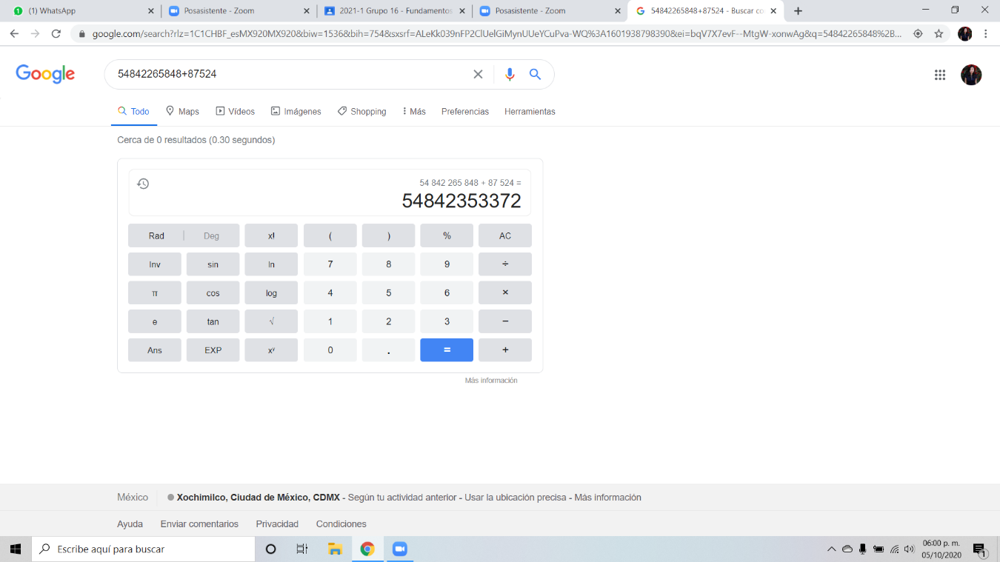 1 (1) WhatsApp
Posasistente - Zoom
2021-1 Grupo 16 - Fundamentos
Posasistente - Zoom
G 54842265848+87524 - Buscar co
google.com/search?rlz=1C1CHBF_esMX920MX920&biw=1536&bih=754&sxsrf=ALeKk039nFP2ClUelGiMynUUeYCuPva-WQ%3A1601938798390&ei=bqV7X7evF--MtgW-xonwAg&q=54842265848%2B...
Google
54842265848+87524
Todo Maps Vídeos Imágenes Shopping Más Preferencias Herramientas
Cerca de 0 resultados (0.30 segundos)
54 842 265 848 + 87 524 =
54842353372
Rad | Deg x! ( ) % AC
Inv sin ln 7 8 9 ÷
π cos log 4 5 6 ×
e tan √ 1 2 3 −
Ans EXP xʸ 0 . = +
Más información
México Xochimilco, Ciudad de México, CDMX - Según tu actividad anterior - Usar la ubicación precisa - Más información
Ayuda Enviar comentarios Privacidad Condiciones
Escribe aquí para buscar
06:00 p. m.
05/10/2020
1